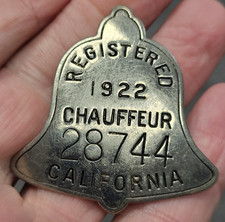 REGISTERED
1922
CHAUFFEUR
28744
CALIFORNIA